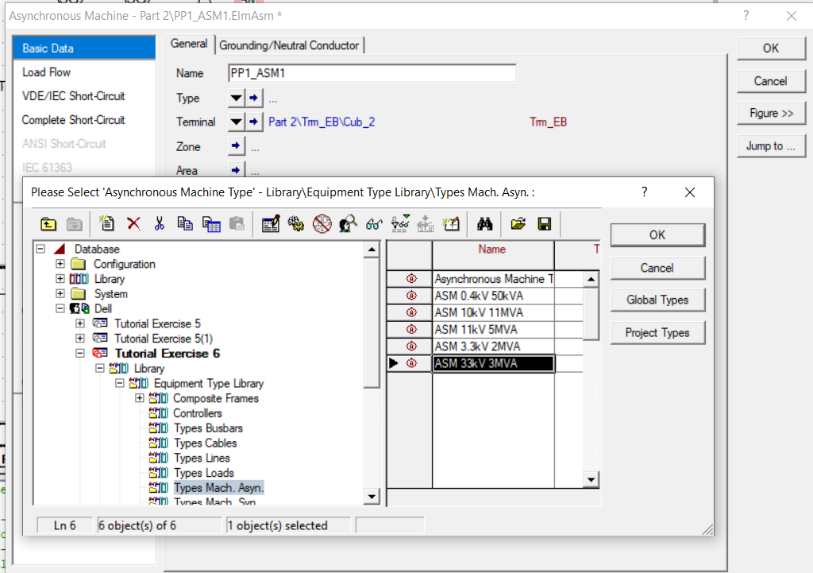 Asynchronous Machine - Part 2\PP1_ASM1.ElmAsm *
?
Basic Data
Load Flow
VDE/IEC Short-Circuit
Complete Short-Circuit
ANSI Short-Circuit
IEC 61363
General
Grounding/Neutral Conductor
Name PP1_ASM1
Type ...
Terminal Part 2\Trm_EB\Cub_2 Trm_EB
Zone ...
Area ...
OK
Cancel
Figure >>
Jump to ...
Please Select 'Asynchronous Machine Type' - Library\Equipment Type Library\Types Mach. Asyn. :
?
Database
Configuration
Library
System
Dell
Tutorial Exercise 5
Tutorial Exercise 5(1)
Tutorial Exercise 6
Library
Equipment Type Library
Composite Frames
Controllers
Types Busbars
Types Cables
Types Lines
Types Loads
Types Mach. Asyn.
Types Mach. Syn.
Name T
Asynchronous Machine T
ASM 0.4kV 50kVA
ASM 10kV 11MVA
ASM 11kV 5MVA
ASM 3.3kV 2MVA
ASM 33kV 3MVA
OK
Cancel
Global Types
Project Types
Ln 6
6 object(s) of 6
1 object(s) selected